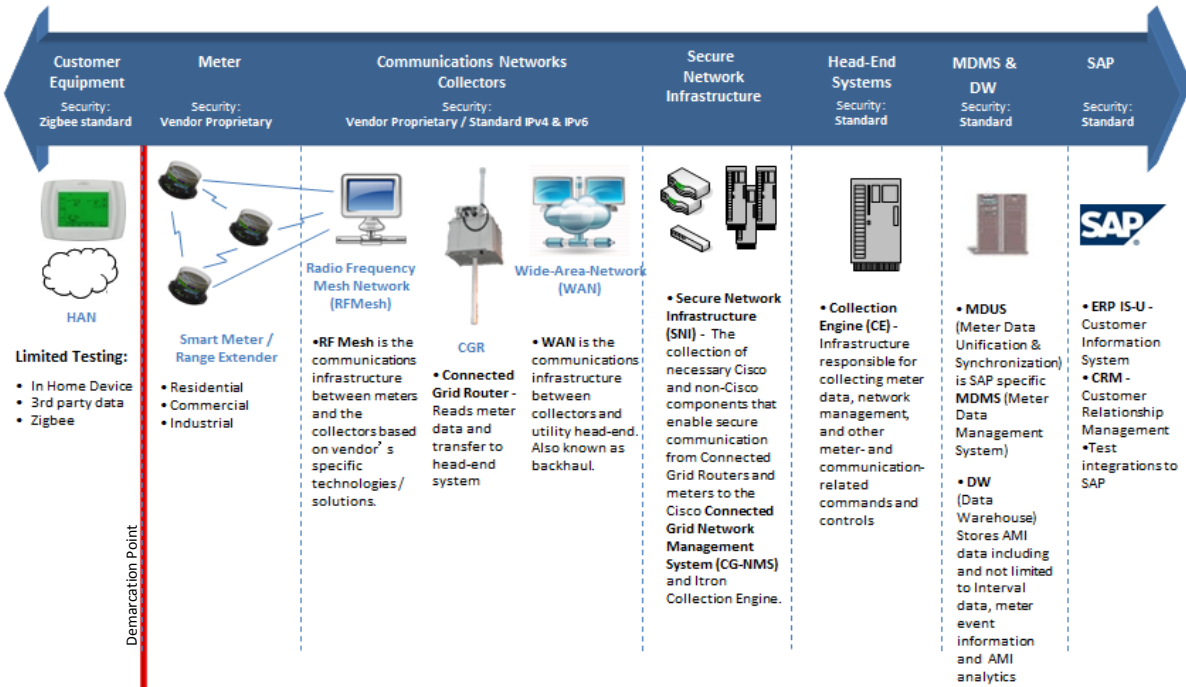 Customer
Equipment
Security:
Zigbee standard
Meter
Security:
Vendor Proprietary
Communications Networks
Collectors
Security:
Vendor Proprietary / Standard IPv4 & IPv6
Secure
Network
Infrastructure
Head-End
Systems
Security:
Standard
MDMS &
DW
Security:
Standard
SAP
Security:
Standard
HAN
Limited Testing:
• In Home Device
• 3rd party data
• Zigbee
Demarcation Point
Smart Meter /
Range Extender
• Residential
• Commercial
• Industrial
Radio Frequency
Mesh Network
(RFMesh)
•RF Mesh is the
communications
infrastructure
between meters
and the
collectors based
on vendor’s
specific
technologies/
solutions.
CGR
• Connected
Grid Router -
Reads meter
data and
transfer to
head-end
system
Wide-Area-Network
(WAN)
• WAN is the
communications
infrastructure
between
collectors and
utility head-end.
Also known as
backhaul.
• Secure Network
Infrastructure
(SNI) - The
collection of
necessary Cisco
and non-Cisco
components that
enable secure
communication
from Connected
Grid Routers and
meters to the
Cisco Connected
Grid Network
Management
System (CG-NMS)
and Itron
Collection Engine.
• Collection
Engine (CE) -
Infrastructure
responsible for
collecting meter
data, network
management,
and other
meter- and
communication-
related
commands and
controls
• MDUS
(Meter Data
Unification &
Synchronization)
is SAP specific
MDMS (Meter
Data
Management
System)
• DW
(Data
Warehouse)
Stores AMI
data including
and not limited
to Interval
data, meter
event
information
and AMI
analytics
SAP
• ERP IS-U -
Customer
Information
System
• CRM -
Customer
Relationship
Management
•Test
integrations to
SAP